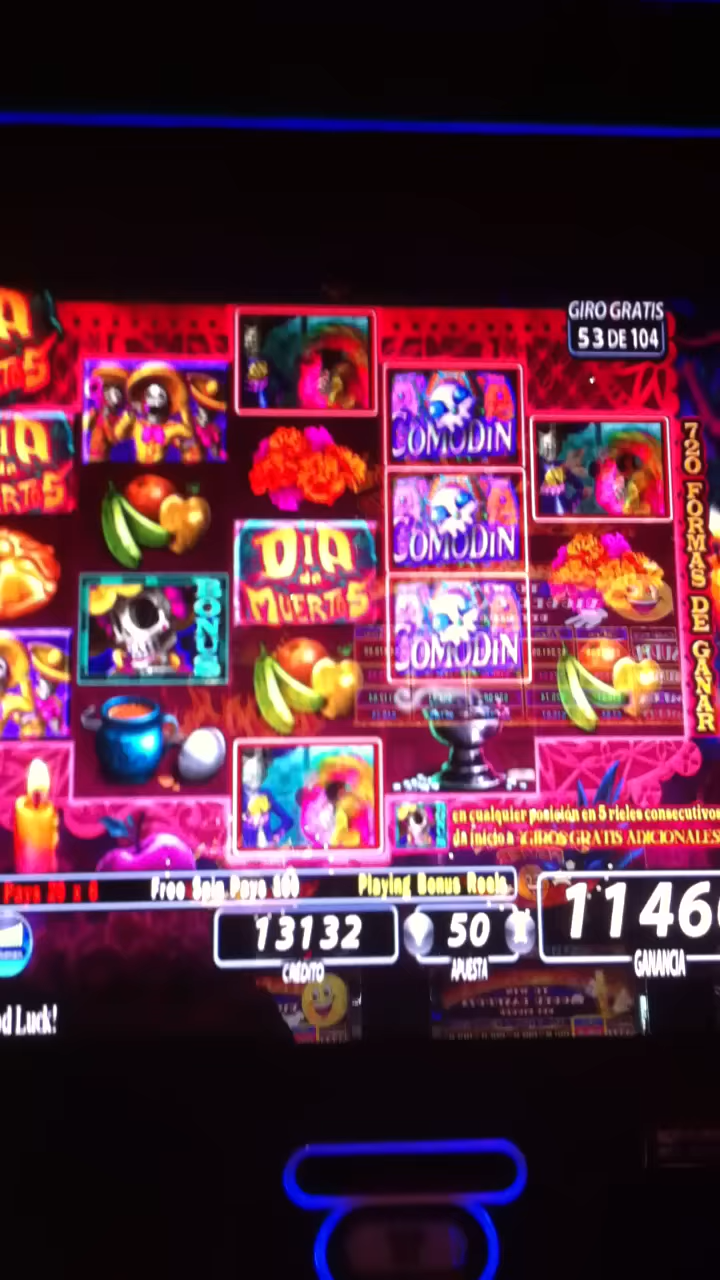 GIRO GRATIS
53 DE 104
COMODIN
COMODIN
DIA
de
MUERTOS
COMODIN
BONUS
720 FORMAS DE GANAR
en cualquier posición en 5 rieles consecutivos
da inicio a GIROS GRATIS ADICIONALES
Free Spin Pays
Playing Bonus Reels
13132
50
1146
CRÉDITO
APUESTA
GANANCIA
d Luck!